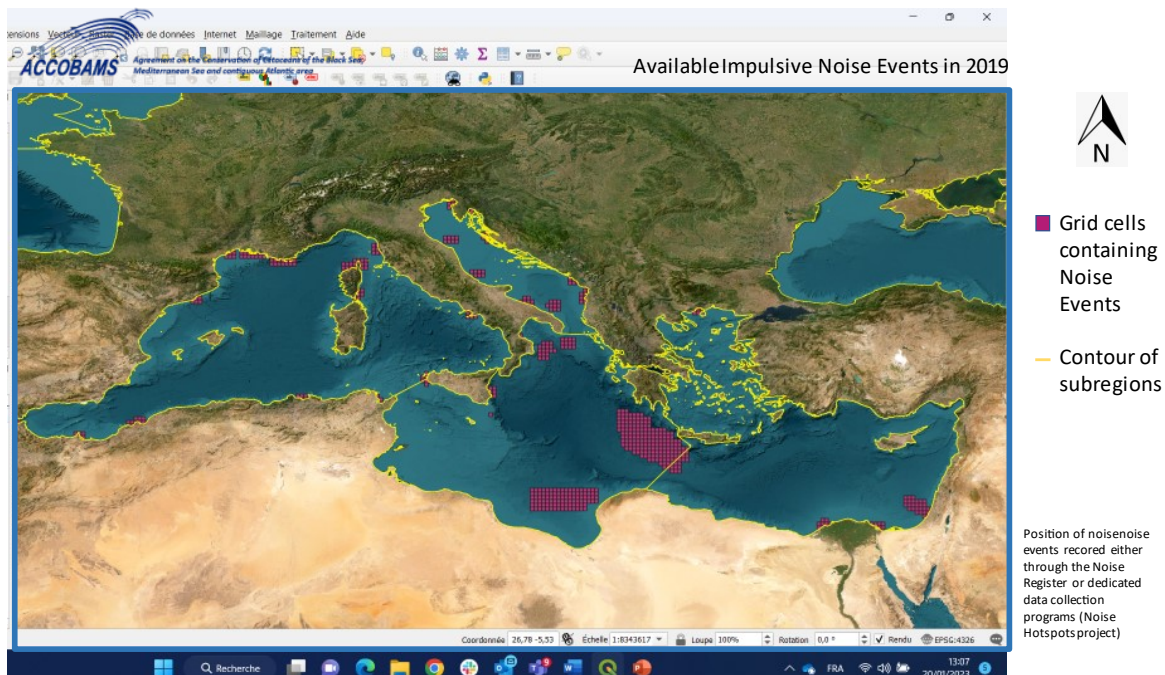 Vecteur
de données Internet Maillage Traitement Aide
ACCOBAMS
Agreement on the Conservation of Cetaceans of the Black Sea,
Mediterranean Sea and contiguous Atlantic area
Available Impulsive Noise Events in 2019
N
Grid cells
containing
Noise
Events
Contour of
subregions
Position of noisenoise
events recored either
through the Noise
Register or dedicated
data collection
programs (Noise
Hotspots project)
Coordonnée 26,78 -5,53 Échelle 1:8343617 Loupe 100% Rotation 0,0 ° Rendu EPSG:4326
Recherche
FRA
13:07
20/01/2023